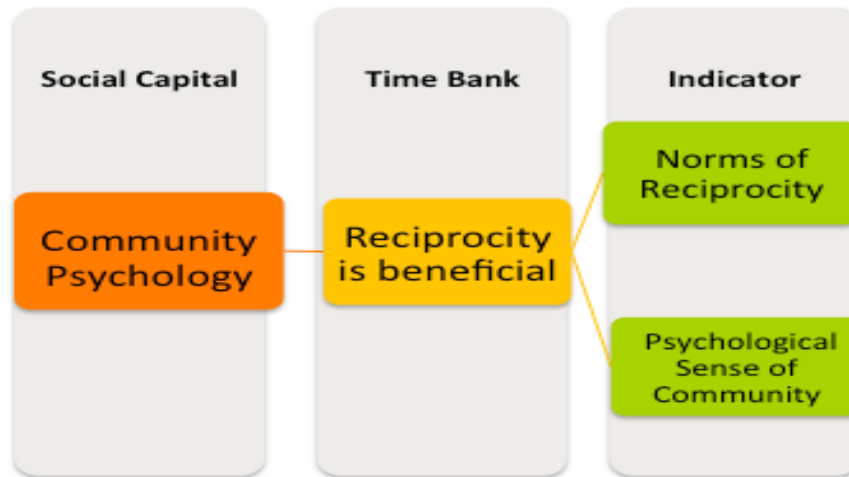 Social Capital
Time Bank
Indicator
Community
Psychology
Reciprocity
is beneficial
Norms of
Reciprocity
Psychological
Sense of
Community